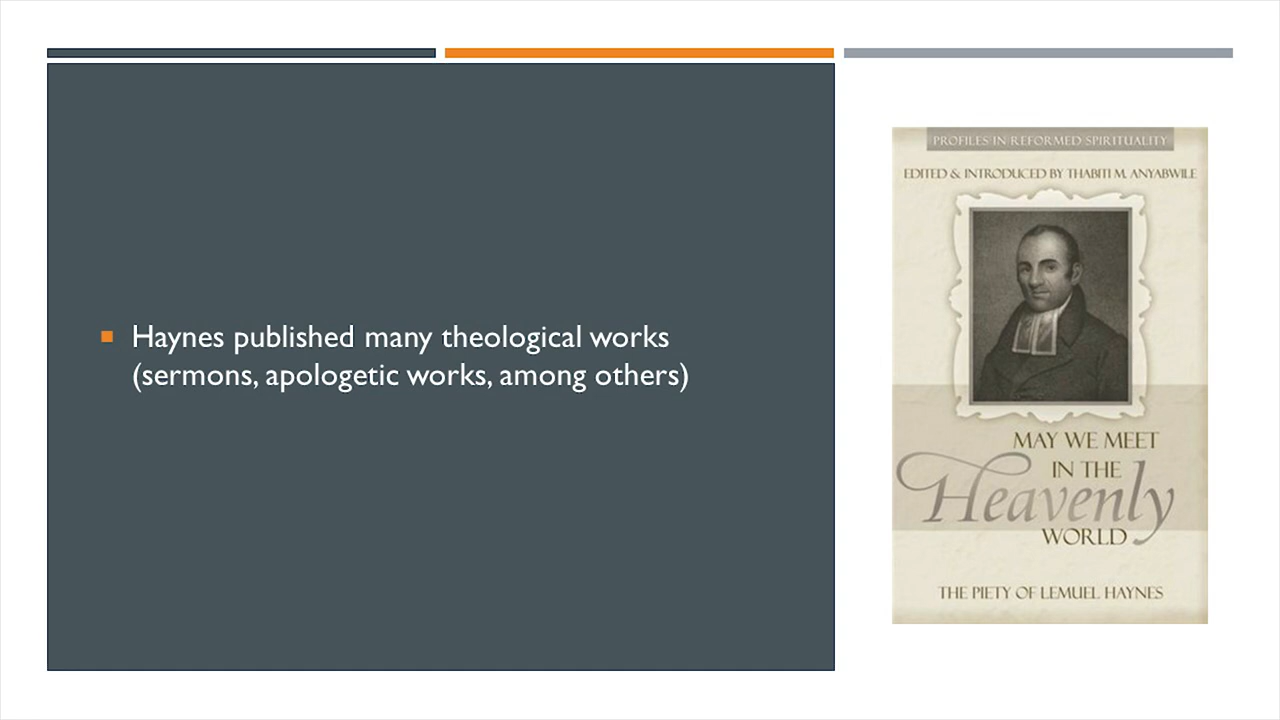 Haynes published many theological works
(sermons, apologetic works, among others)
PROFILES IN REFORMED SPIRITUALITY
EDITED & INTRODUCED BY THABITI M. ANYABWILE
MAY WE MEET
IN THE
Heavenly
WORLD
THE PIETY OF LEMUEL HAYNES